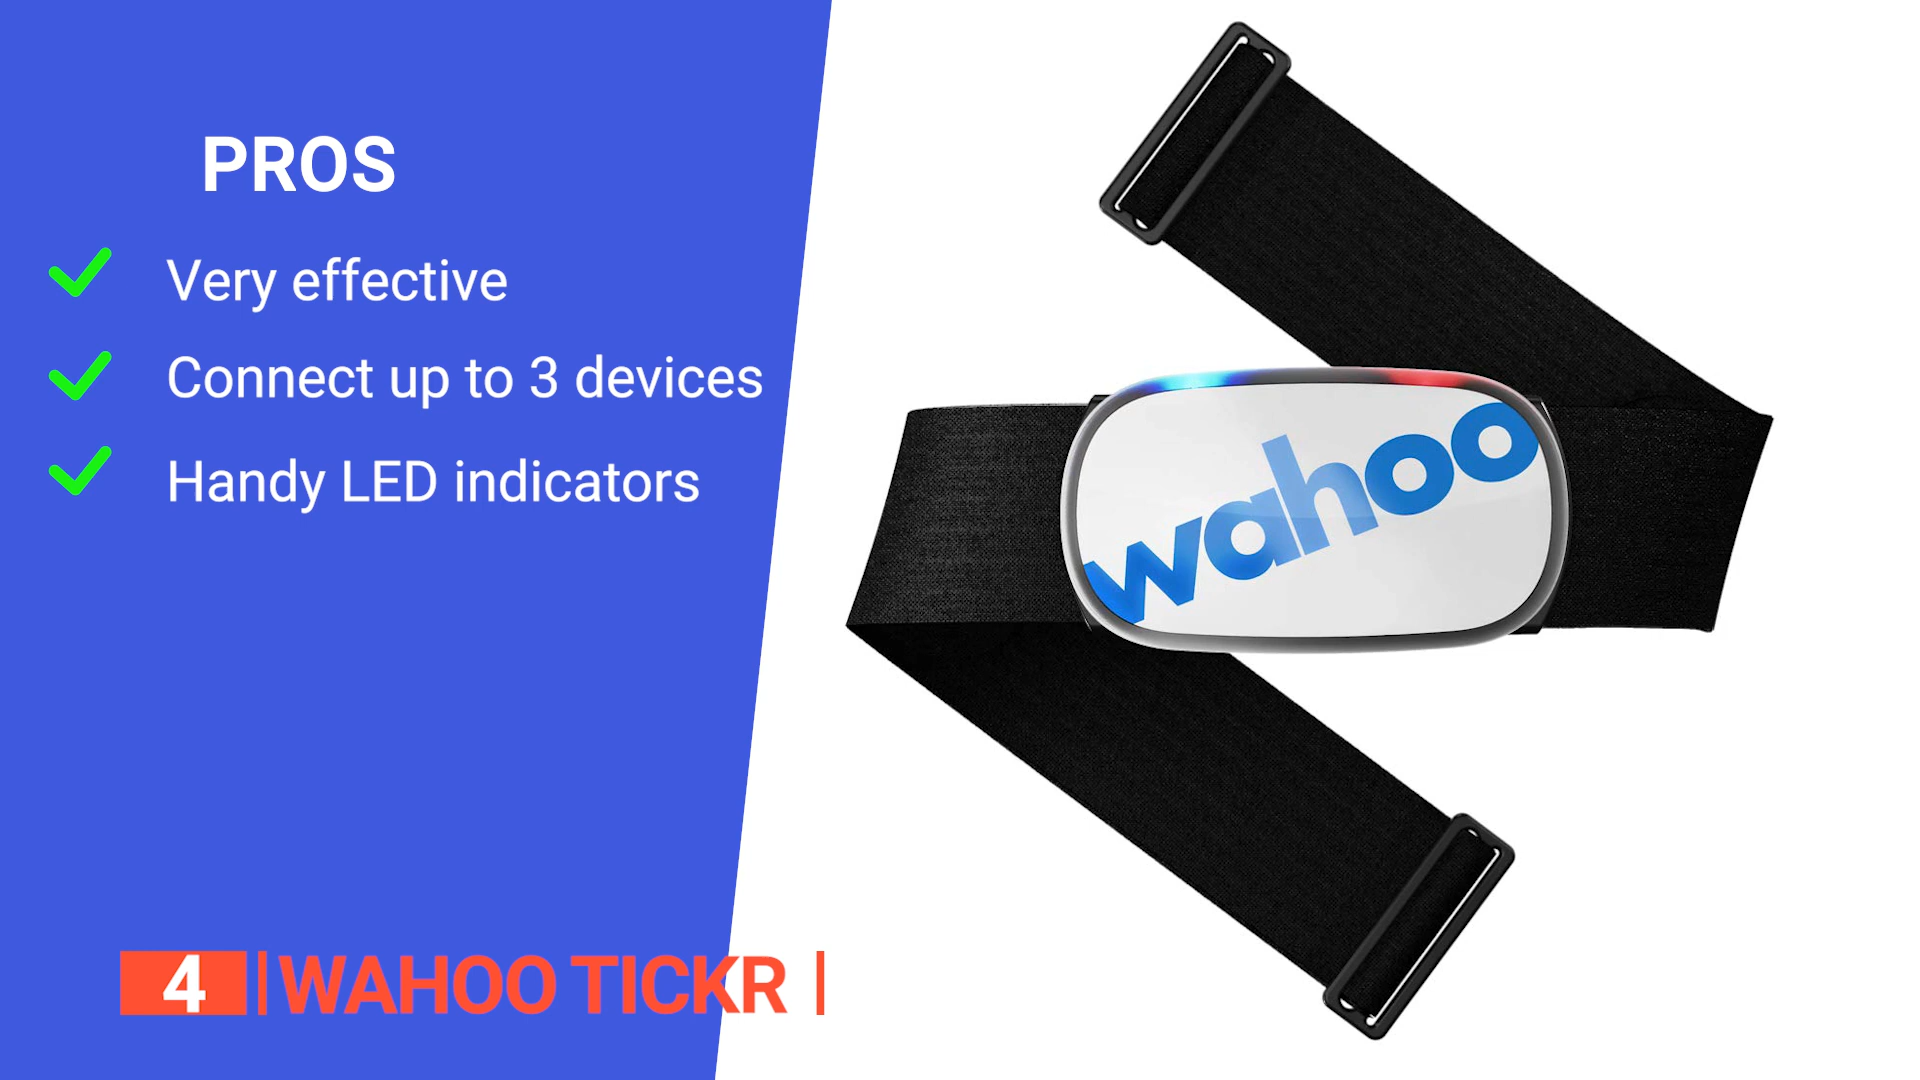 PROS
Very effective
Connect up to 3 devices
Handy LED indicators
wahoo
4 WAHOO TICKR